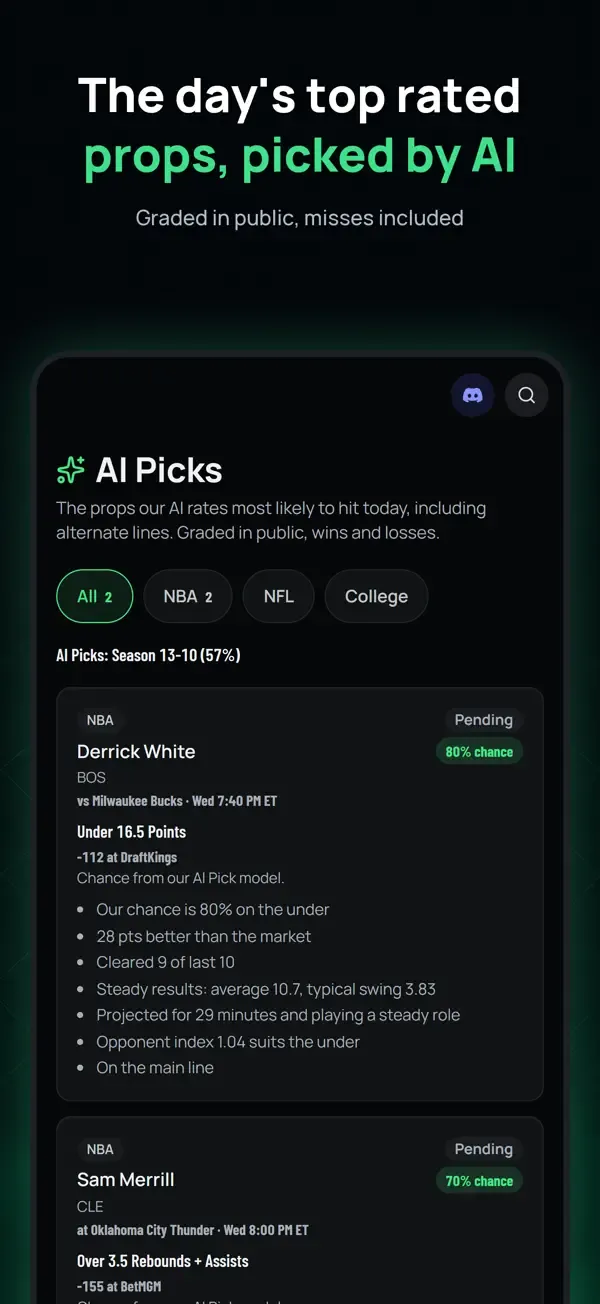 The day's top rated
props, picked by AI
Graded in public, misses included
AI Picks
The props our AI rates most likely to hit today, including
alternate lines. Graded in public, wins and losses.
All 2
NBA 2
NFL
College
AI Picks: Season 13-10 (57%)
NBA
Pending
Derrick White
80% chance
BOS
vs Milwaukee Bucks · Wed 7:40 PM ET
Under 16.5 Points
-112 at DraftKings
Chance from our AI Pick model.
• Our chance is 80% on the under
• 28 pts better than the market
• Cleared 9 of last 10
• Steady results: average 10.7, typical swing 3.83
• Projected for 29 minutes and playing a steady role
• Opponent index 1.04 suits the under
• On the main line
NBA
Pending
Sam Merrill
70% chance
CLE
at Oklahoma City Thunder · Wed 8:00 PM ET
Over 3.5 Rebounds + Assists
-155 at BetMGM